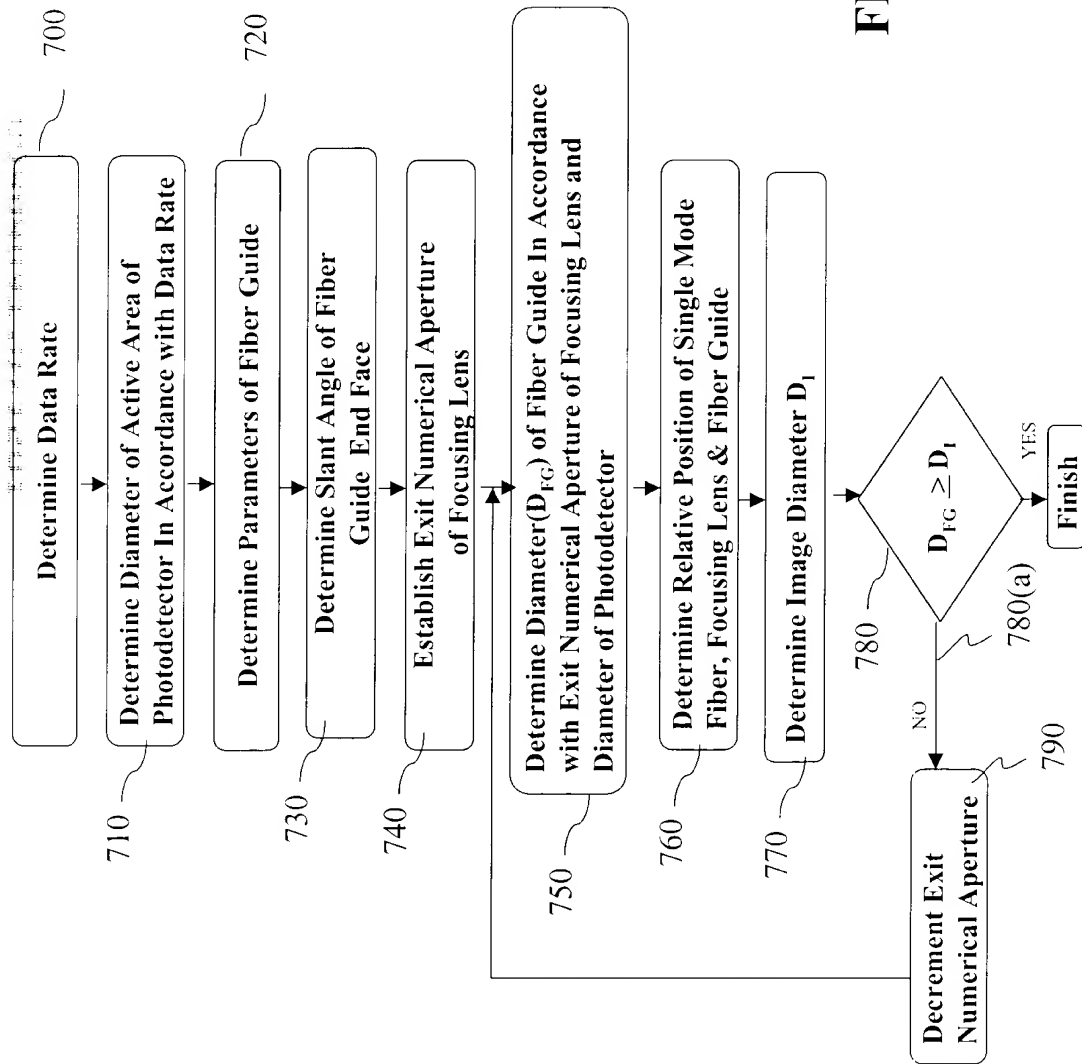 700
Determine Data Rate
710
Determine Diameter of Active Area of
Photodetector In Accordance with Data Rate
720
Determine Parameters of Fiber Guide
730
Determine Slant Angle of Fiber
Guide End Face
740
Establish Exit Numerical Aperture
of Focusing Lens
750
Determine Diameter(D_FG) of Fiber Guide In Accordance
with Exit Numerical Aperture of Focusing Lens and
Diameter of Photodetector
760
Determine Relative Position of Single Mode
Fiber, Focusing Lens & Fiber Guide
770
Determine Image Diameter D_I
780
D_FG ≥ D_I
780(a)
NO
YES
790
Decrement Exit
Numerical Aperture
Finish